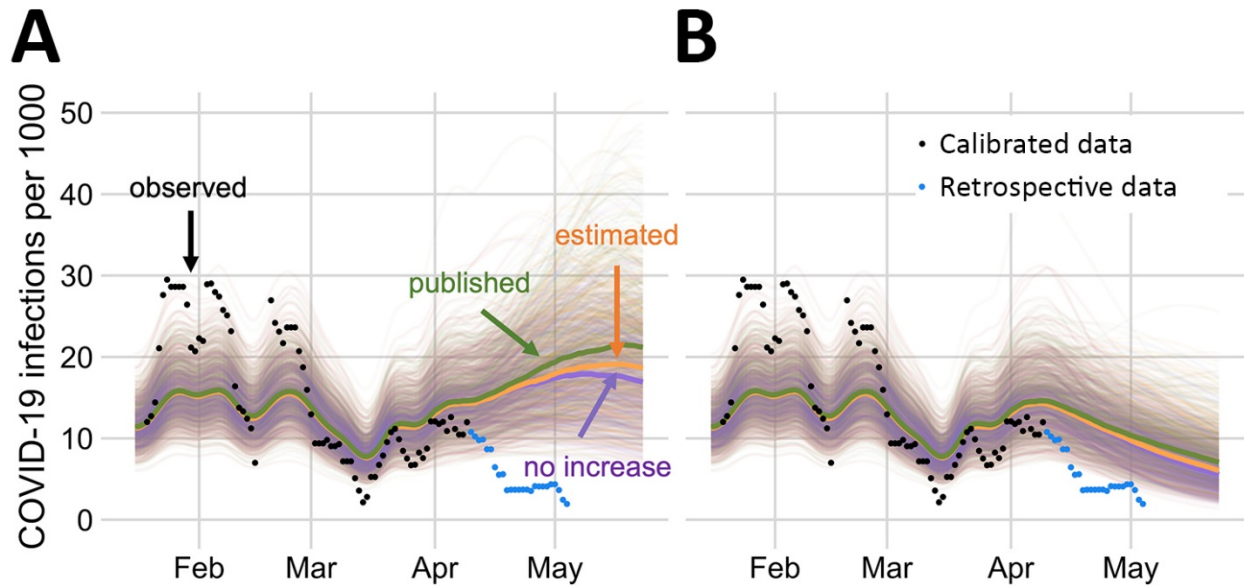 A
B
COVID-19 infections per 1000
50
40
30
20
10
0
observed
published
estimated
no increase
Calibrated data
Retrospective data
Feb Mar Apr May
Feb Mar Apr May